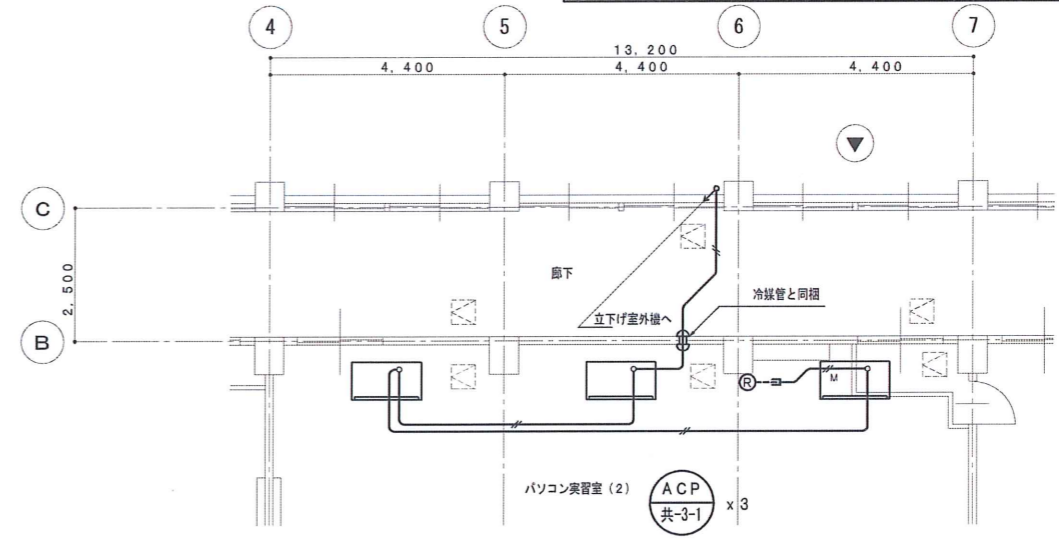 4 5 6 7
13,200
4,400 4,400 4,400
▼
C
2,500
廊下
冷媒管と同梱
立下げ室外機へ
B
R
M
パソコン実習室(2)
ACP
共-3-1
x 3